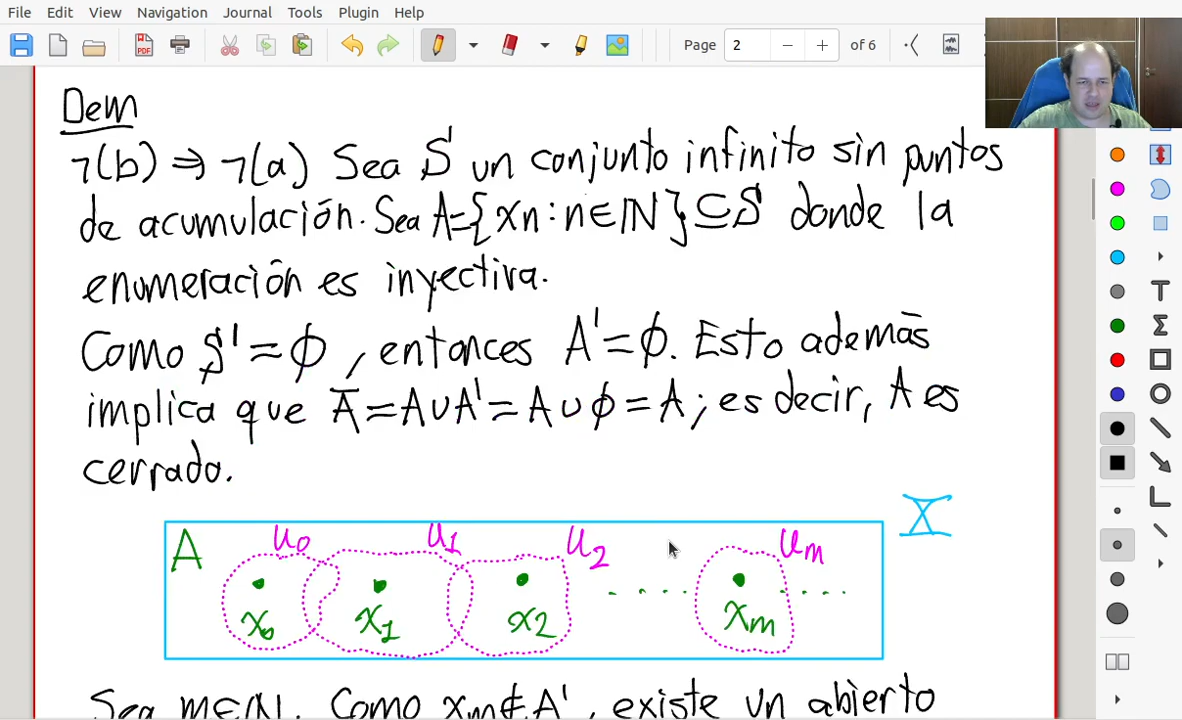 File Edit View Navigation Journal Tools Plugin Help
Page 2 of 6
Dem
¬(b) ⇒ ¬(a) Sea S un conjunto infinito sin puntos
de acumulación. Sea A={xn : n∈ℕ}⊆S donde la
enumeración es inyectiva.
Como S' = ∅, entonces A' = ∅. Esto además
implica que A̅ = A∪A' = A∪∅ = A; es decir, A es
cerrado.
X
A u₀ u₁ u₂ uₘ
x₀ x₁ x₂ xₘ
Sea m∈ℕ. Como xₘ∉A', existe un abierto